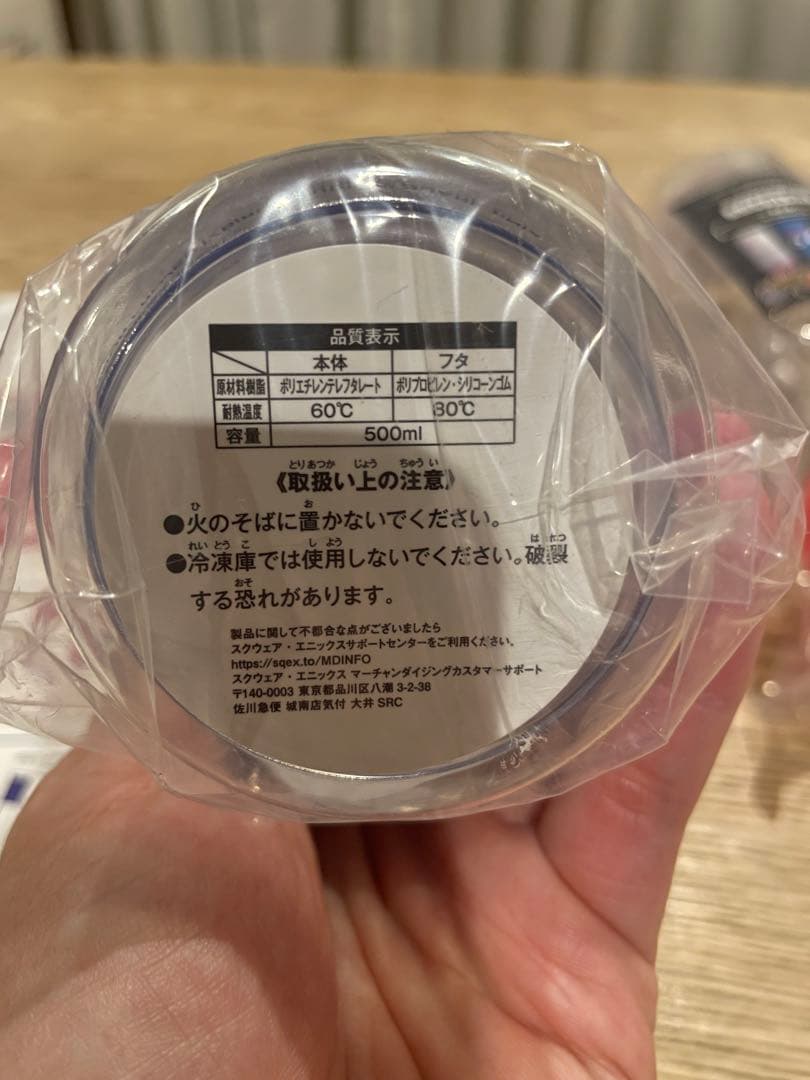 品質表示
本体 フタ
原材料樹脂 ポリエチレンテレフタレート ポリプロピレン・シリコーンゴム
耐熱温度 60℃ 80℃
容量 500ml
とりあつか じょう ちゅうい
《取扱い上の注意》
ひ お
●火のそばに置かないでください。
れいとうこ しよう はれつ
●冷凍庫では使用しないでください。破裂
おそ
する恐れがあります。
製品に関して不都合な点がございましたら
スクウェア・エニックスサポートセンターをご利用ください。
https://sqex.to/MDINFO
スクウェア・エニックス マーチャンダイジングカスタマーサポート
〒140-0003 東京都品川区八潮 3-2-38
佐川急便 城南店気付 大井 SRC